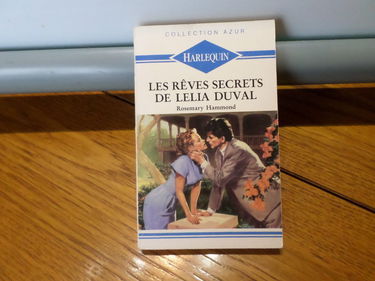 COLLECTION AZUR
HARLEQUIN
LES RÊVES SECRETS
DE LELIA DUVAL
Rosemary Hammond